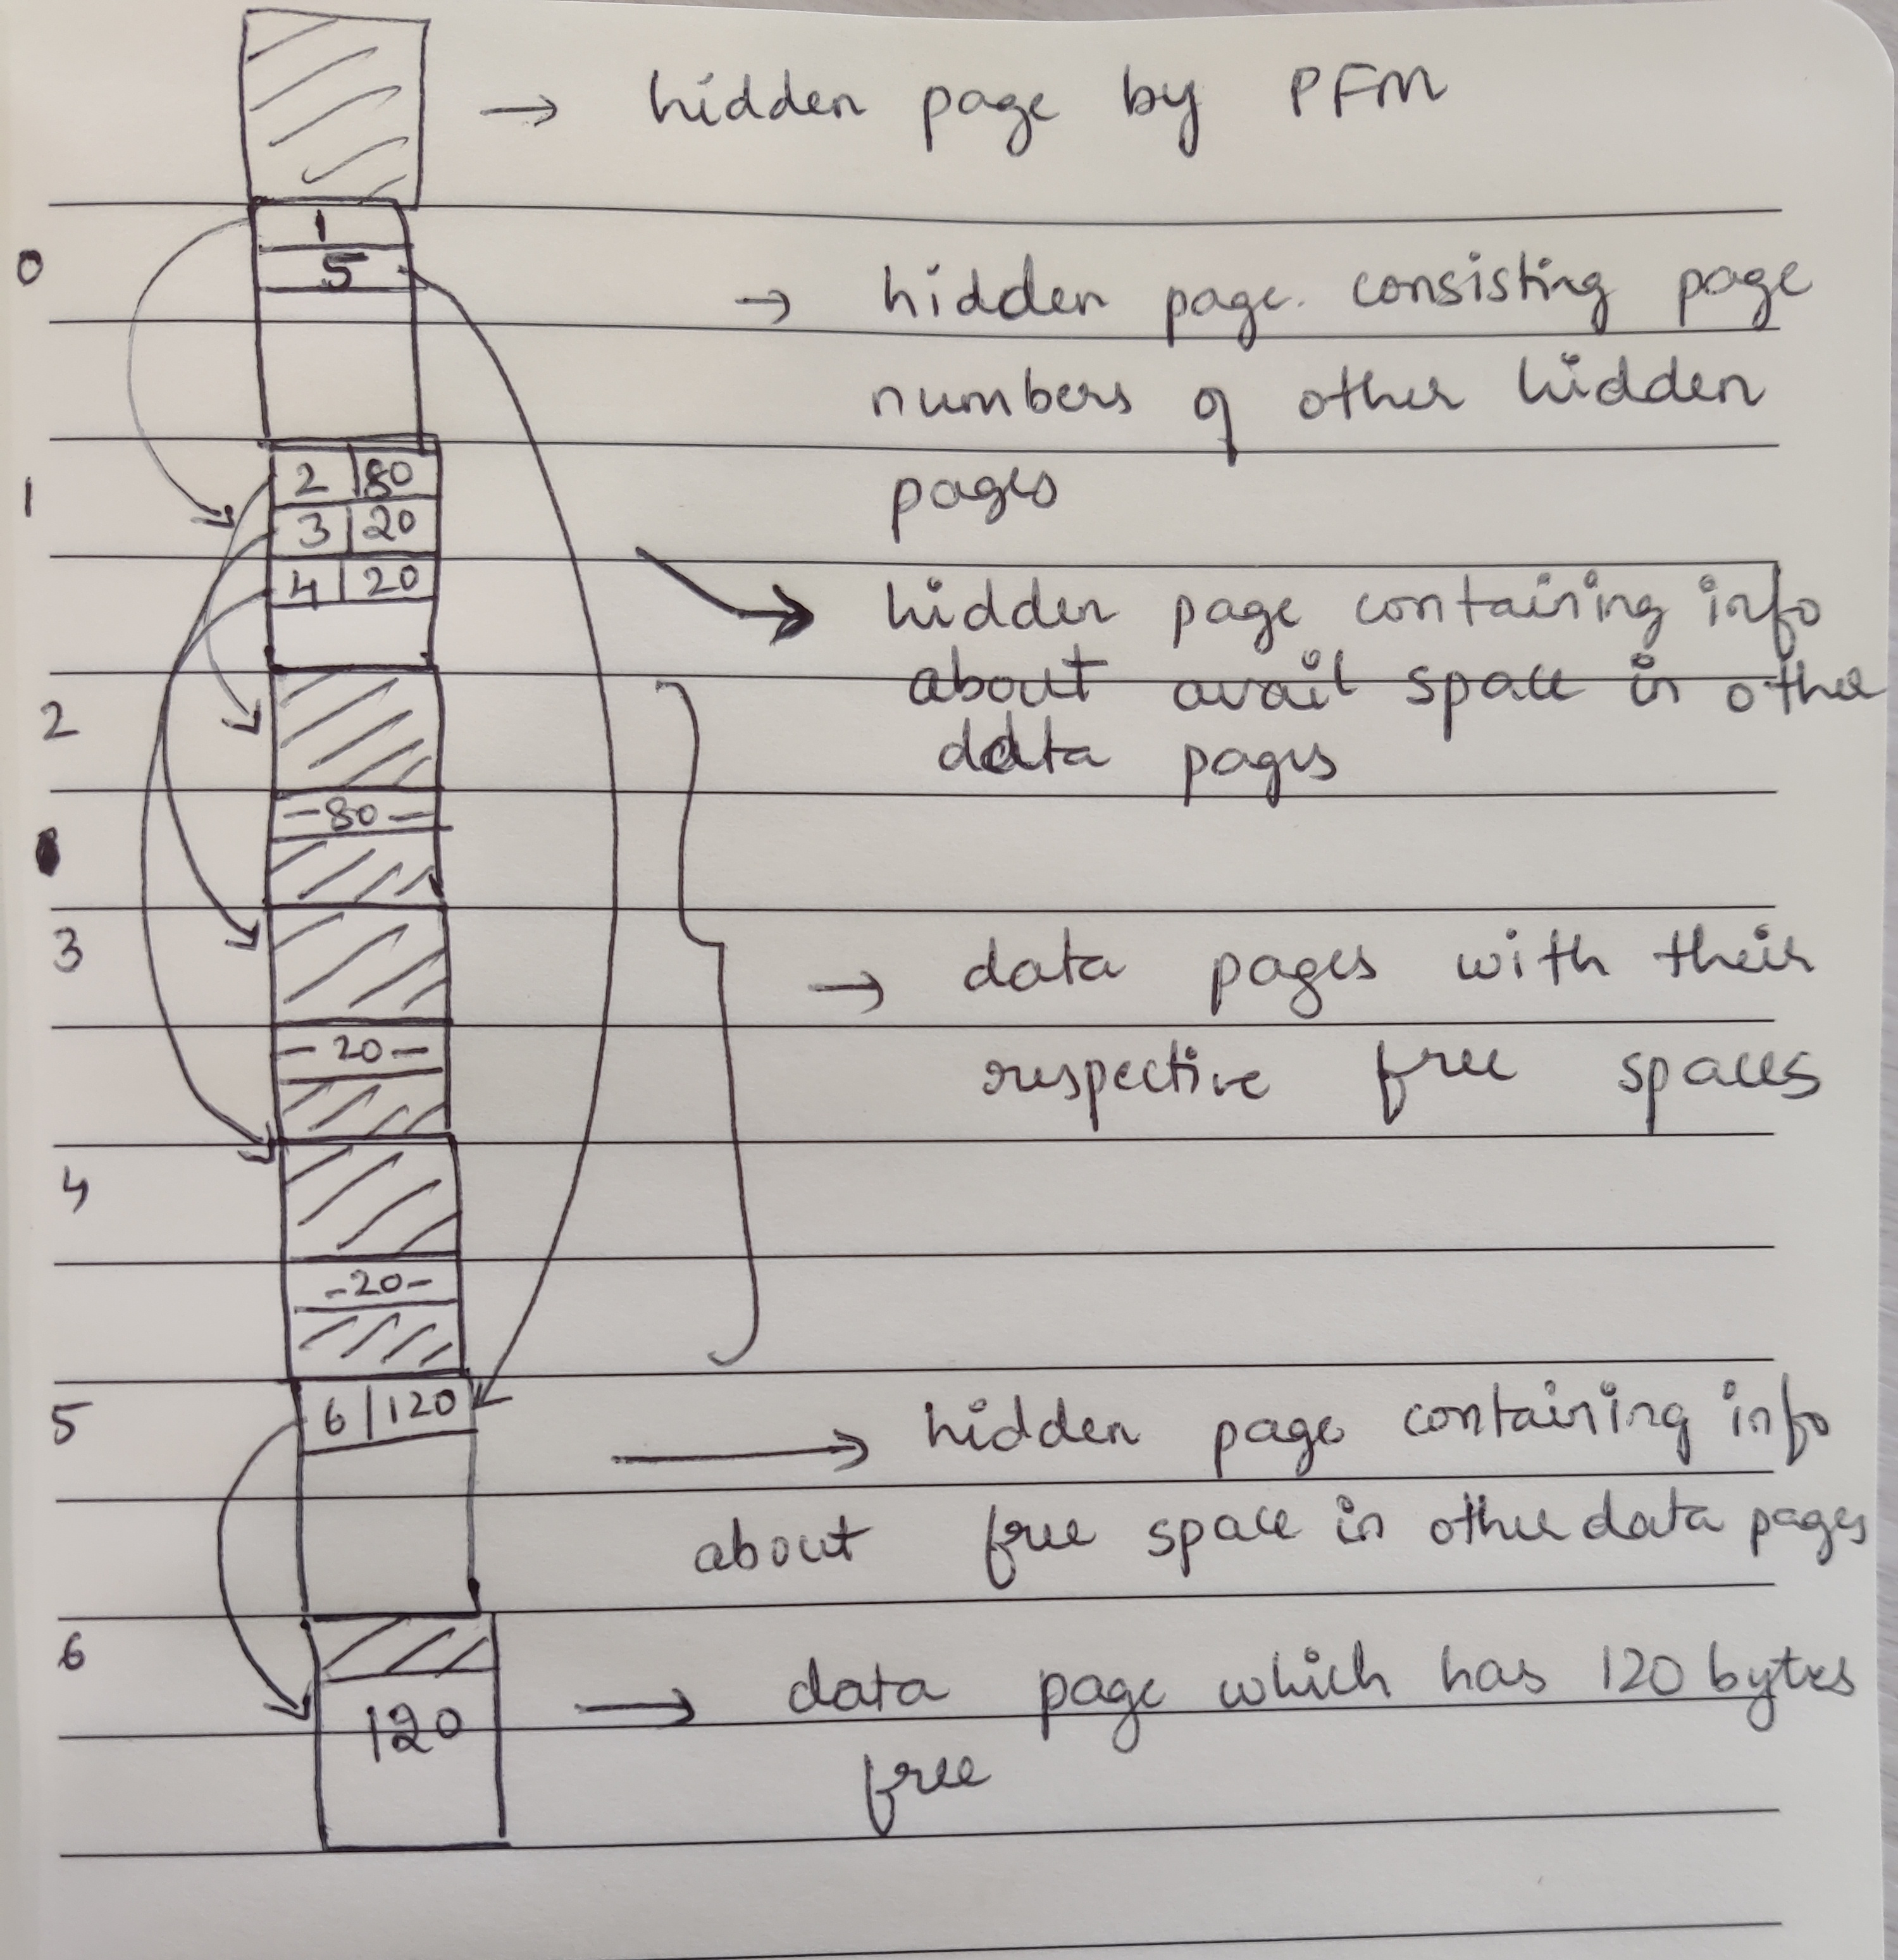 → hidden page by PFM
1
0
5
→ hidden page. consisting page
numbers of other hidden
pages
1
2 | 80
3 | 20
4 | 20
hidden page containing info
about avail space in other
data pages
2
-80-
3
→ data pages with their
-20-
respective free spaces
4
-20-
5
6 | 120
→ hidden page containing info
about free space in other data pages
6
→ data page which has 120 bytes
120
free